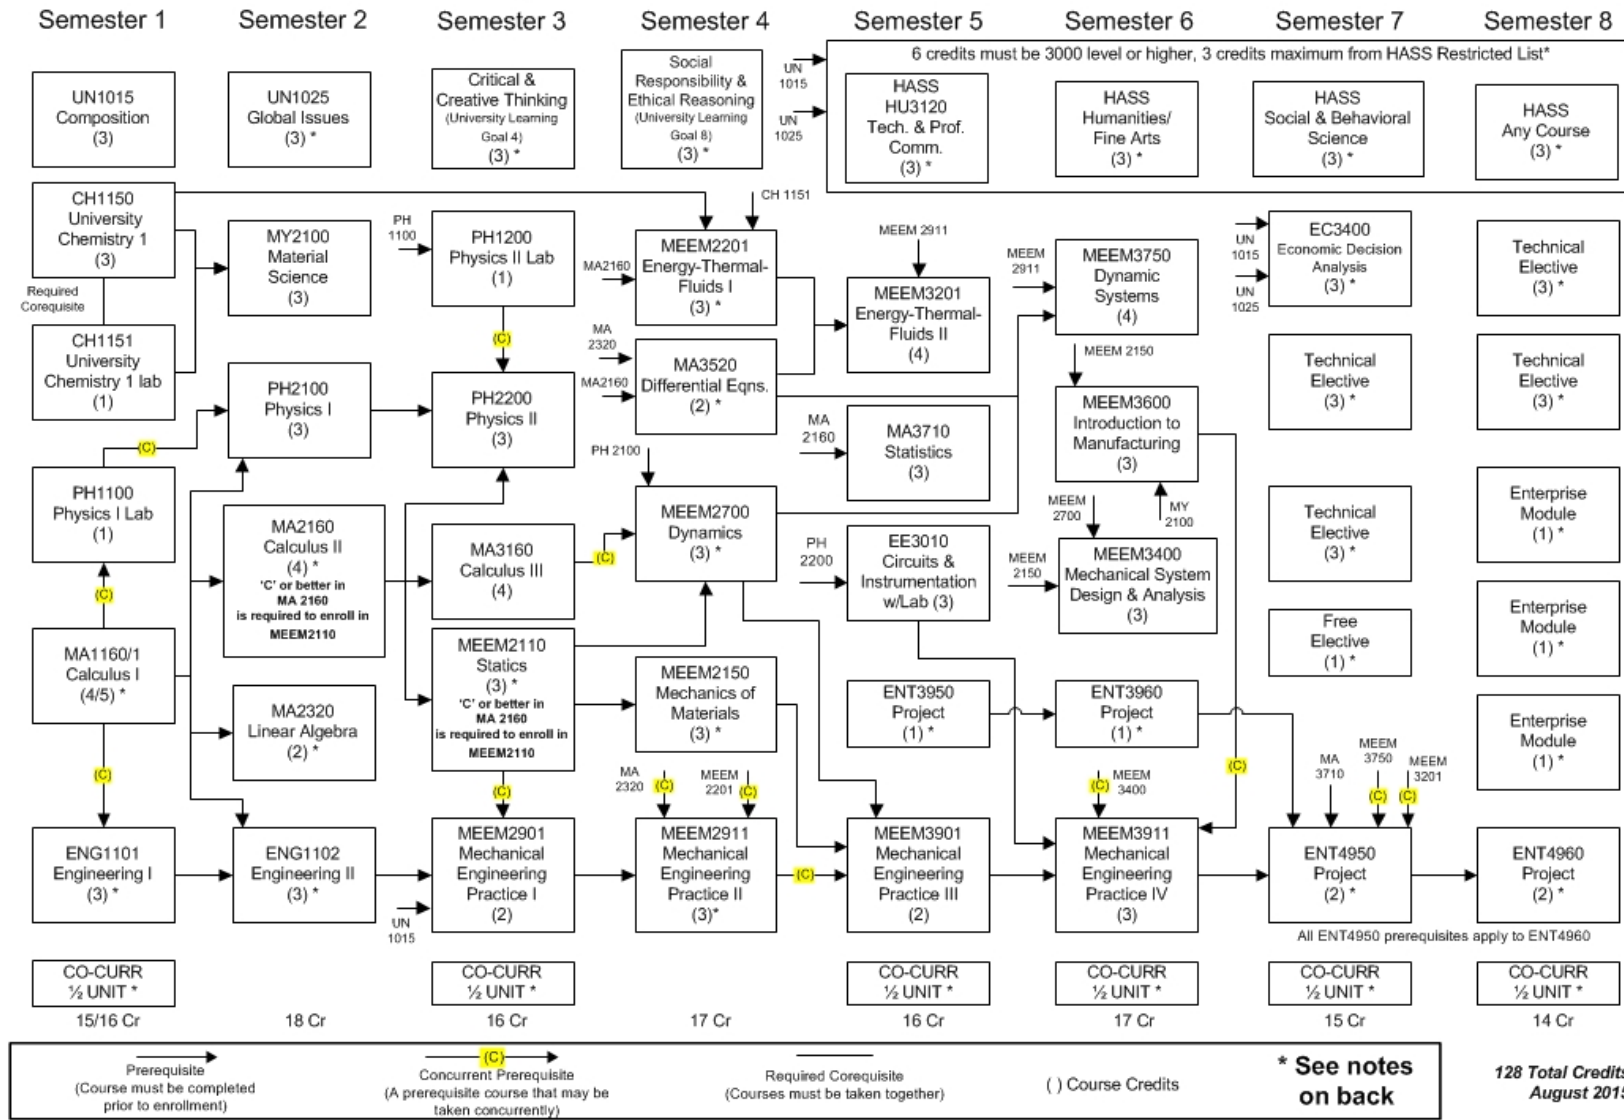 Semester 1
Semester 2
Semester 3
Semester 4
Semester 5
Semester 6
Semester 7
Semester 8
UN1015
Composition
(3)
UN1025
Global Issues
(3) *
Critical &
Creative Thinking
(University Learning
Goal 4)
(3) *
Social
Responsibility &
Ethical Reasoning
(University Learning
Goal 8)
(3) *
UN
1015
UN
1025
6 credits must be 3000 level or higher, 3 credits maximum from HASS Restricted List*
HASS
HU3120
Tech. & Prof.
Comm.
(3) *
HASS
Humanities/
Fine Arts
(3) *
HASS
Social & Behavioral
Science
(3) *
HASS
Any Course
(3) *
CH1150
University
Chemistry 1
(3)
Required
Corequisite
CH1151
University
Chemistry 1 lab
(1)
MY2100
Material
Science
(3)
PH
1100
PH1200
Physics II Lab
(1)
(C)
CH 1151
MA2160
MEEM2201
Energy-Thermal-
Fluids I
(3) *
MA
2320
MA2160
MA3520
Differential Eqns.
(2) *
MEEM 2911
MEEM3201
Energy-Thermal-
Fluids II
(4)
MEEM
2911
MEEM3750
Dynamic
Systems
(4)
UN
1015
UN
1025
EC3400
Economic Decision
Analysis
(3) *
Technical
Elective
(3) *
(C)
PH2100
Physics I
(3)
PH2200
Physics II
(3)
MA
2160
MA3710
Statistics
(3)
MEEM 2150
MEEM3600
Introduction to
Manufacturing
(3)
MY
2100
Technical
Elective
(3) *
Technical
Elective
(3) *
PH1100
Physics I Lab
(1)
(C)
MA2160
Calculus II
(4) *
'C' or better in
MA 2160
is required to enroll in
MEEM2110
MA3160
Calculus III
(4)
(C)
PH 2100
MEEM2700
Dynamics
(3) *
PH
2200
EE3010
Circuits &
Instrumentation
w/Lab (3)
MEEM
2700
MEEM
2150
MEEM3400
Mechanical System
Design & Analysis
(3)
Technical
Elective
(3) *
Enterprise
Module
(1) *
MA1160/1
Calculus I
(4/5) *
(C)
MA2320
Linear Algebra
(2) *
MEEM2110
Statics
(3) *
'C' or better in
MA 2160
is required to enroll in
MEEM2110
(C)
MEEM2150
Mechanics of
Materials
(3) *
ENT3950
Project
(1) *
ENT3960
Project
(1) *
(C)
Free
Elective
(1) *
Enterprise
Module
(1) *
Enterprise
Module
(1) *
MA
2320
(C)
MEEM
2201
(C)
(C)
MEEM
3400
MA
3710
MEEM
3750
(C)
MEEM
3201
(C)
ENG1101
Engineering I
(3) *
ENG1102
Engineering II
(3) *
UN
1015
MEEM2901
Mechanical
Engineering
Practice I
(2)
MEEM2911
Mechanical
Engineering
Practice II
(3)*
(C)
MEEM3901
Mechanical
Engineering
Practice III
(2)
MEEM3911
Mechanical
Engineering
Practice IV
(3)
ENT4950
Project
(2) *
ENT4960
Project
(2) *
All ENT4950 prerequisites apply to ENT4960
CO-CURR
½ UNIT *
CO-CURR
½ UNIT *
CO-CURR
½ UNIT *
CO-CURR
½ UNIT *
CO-CURR
½ UNIT *
CO-CURR
½ UNIT *
15/16 Cr
18 Cr
16 Cr
17 Cr
16 Cr
17 Cr
15 Cr
14 Cr
Prerequisite
(Course must be completed
prior to enrollment)
(C)
Concurrent Prerequisite
(A prerequisite course that may be
taken concurrently)
Required Corequisite
(Courses must be taken together)
( ) Course Credits
* See notes
on back
128 Total Credits
August 2015